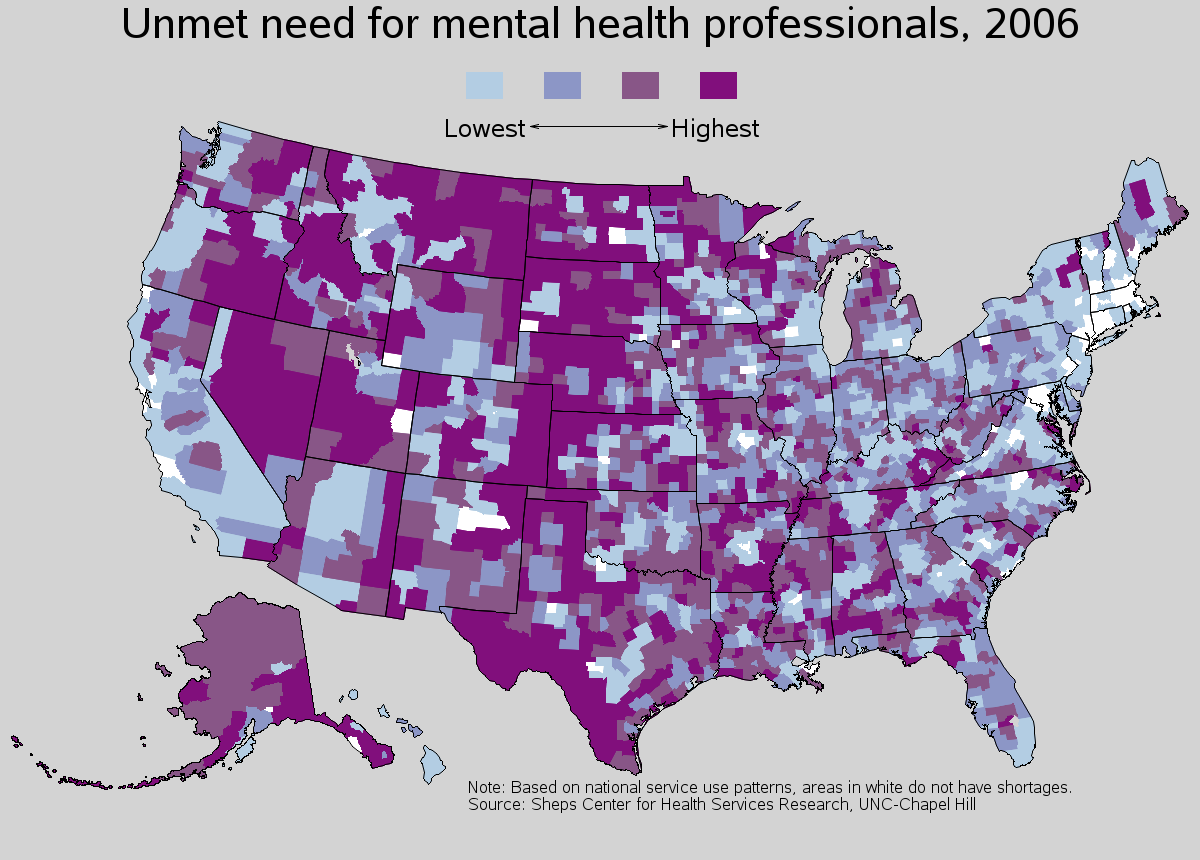 Unmet need for mental health professionals, 2006
Lowest Highest
Note: Based on national service use patterns, areas in white do not have shortages.
Source: Sheps Center for Health Services Research, UNC-Chapel Hill